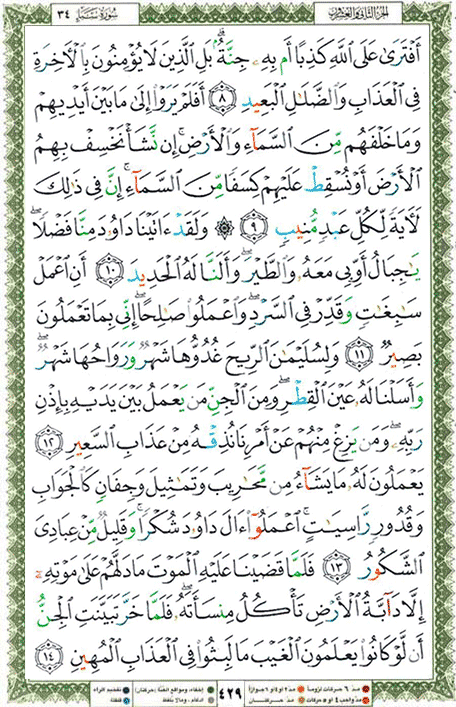 الجزء الثاني والعشرون سورة سبإ ٣٤
أَفْتَرَىٰ عَلَى ٱللَّهِ كَذِبًا أَم بِهِۦ جِنَّةٌۢ ۗ بَلِ ٱلَّذِينَ لَا يُؤْمِنُونَ بِٱلْـَٔاخِرَةِ
فِى ٱلْعَذَابِ وَٱلضَّلَـٰلِ ٱلْبَعِيدِ ٨ أَفَلَمْ يَرَوْا۟ إِلَىٰ مَا بَيْنَ أَيْدِيهِمْ
وَمَا خَلْفَهُم مِّنَ ٱلسَّمَآءِ وَٱلْأَرْضِ ۚ إِن نَّشَأْ نَخْسِفْ بِهِمُ
ٱلْأَرْضَ أَوْ نُسْقِطْ عَلَيْهِمْ كِسَفًا مِّنَ ٱلسَّمَآءِ ۚ إِنَّ فِى ذَٰلِكَ
لَـَٔايَةً لِّكُلِّ عَبْدٍ مُّنِيبٍ ٩ ۞ وَلَقَدْ ءَاتَيْنَا دَاوُۥدَ مِنَّا فَضْلًا ۖ
يَـٰجِبَالُ أَوِّبِى مَعَهُۥ وَٱلطَّيْرَ ۖ وَأَلَنَّا لَهُ ٱلْحَدِيدَ ١٠ أَنِ ٱعْمَلْ
سَـٰبِغَـٰتٍ وَقَدِّرْ فِى ٱلسَّرْدِ ۖ وَٱعْمَلُوا۟ صَـٰلِحًا ۖ إِنِّى بِمَا تَعْمَلُونَ
بَصِيرٌ ١١ وَلِسُلَيْمَـٰنَ ٱلرِّيحَ غُدُوُّهَا شَهْرٌ وَرَوَاحُهَا شَهْرٌ ۖ
وَأَسَلْنَا لَهُۥ عَيْنَ ٱلْقِطْرِ ۖ وَمِنَ ٱلْجِنِّ مَن يَعْمَلُ بَيْنَ يَدَيْهِ بِإِذْنِ
رَبِّهِۦ ۖ وَمَن يَزِغْ مِنْهُمْ عَنْ أَمْرِنَا نُذِقْهُ مِنْ عَذَابِ ٱلسَّعِيرِ ١٢
يَعْمَلُونَ لَهُۥ مَا يَشَآءُ مِن مَّحَـٰرِيبَ وَتَمَـٰثِيلَ وَجِفَانٍ كَٱلْجَوَابِ
وَقُدُورٍ رَّاسِيَـٰتٍ ۚ ٱعْمَلُوٓا۟ ءَالَ دَاوُۥدَ شُكْرًا ۚ وَقَلِيلٌ مِّنْ عِبَادِىَ
ٱلشَّكُورُ ١٣ فَلَمَّا قَضَيْنَا عَلَيْهِ ٱلْمَوْتَ مَا دَلَّهُمْ عَلَىٰ مَوْتِهِۦٓ
إِلَّا دَآبَّةُ ٱلْأَرْضِ تَأْكُلُ مِنسَأَتَهُۥ ۖ فَلَمَّا خَرَّ تَبَيَّنَتِ ٱلْجِنُّ
أَن لَّوْ كَانُوا۟ يَعْلَمُونَ ٱلْغَيْبَ مَا لَبِثُوا۟ فِى ٱلْعَذَابِ ٱلْمُهِينِ ١٤
مدّ ٦ حركات لزوماً مدّ ٢ أو ٤ أو ٦ جوازاً
مدّ واجب ٤ أو ٥ حركات مدّ حركتان
٤٢٩
إخفاء، ومواقع الغنّة (حركتان) تفخيم الراء
ادغام، وما لا يلفظ قلقلة